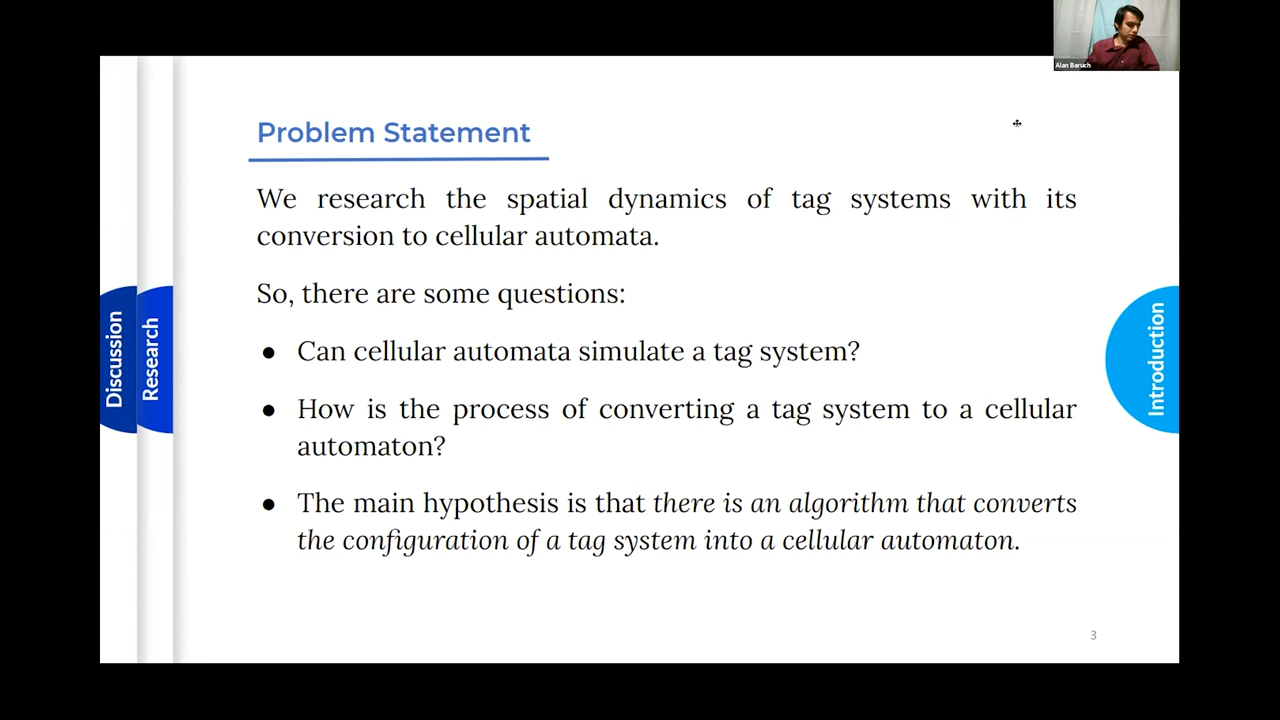 Alan Baruch
Problem Statement
We research the spatial dynamics of tag systems with its
conversion to cellular automata.
So, there are some questions:
● Can cellular automata simulate a tag system?
● How is the process of converting a tag system to a cellular
automaton?
● The main hypothesis is that there is an algorithm that converts
the configuration of a tag system into a cellular automaton.
Discussion
Research
Introduction
3